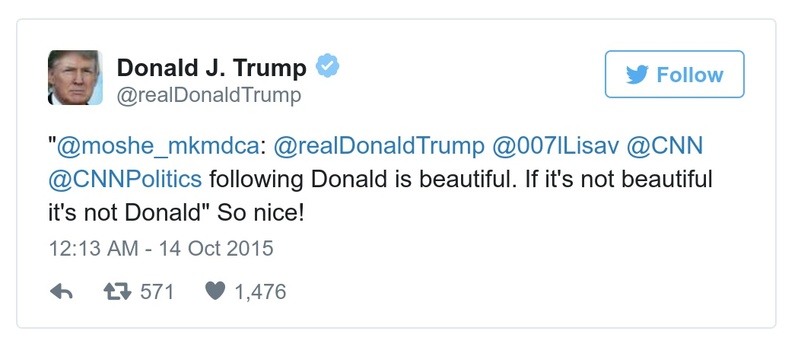 Donald J. Trump
@realDonaldTrump
Follow
"@moshe_mkmdca: @realDonaldTrump @007lLisav @CNN
@CNNPolitics following Donald is beautiful. If it's not beautiful
it's not Donald" So nice!
12:13 AM - 14 Oct 2015
571 1,476